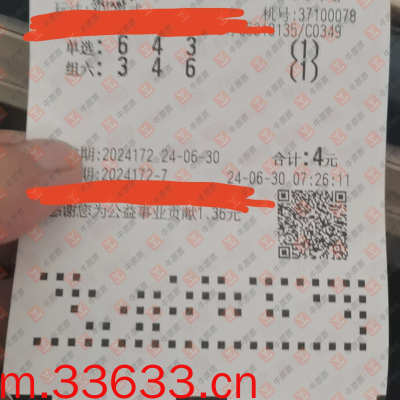 机号:37100078
135/C0349
单选: 6 4 3 (1)
组六: 3 4 6 (1)
期:2024172 24-06-30 合计:4元
期:2024172-7 24-06-30 07:26:11
感谢您为公益事业贡献1.36元
m.33633.cn